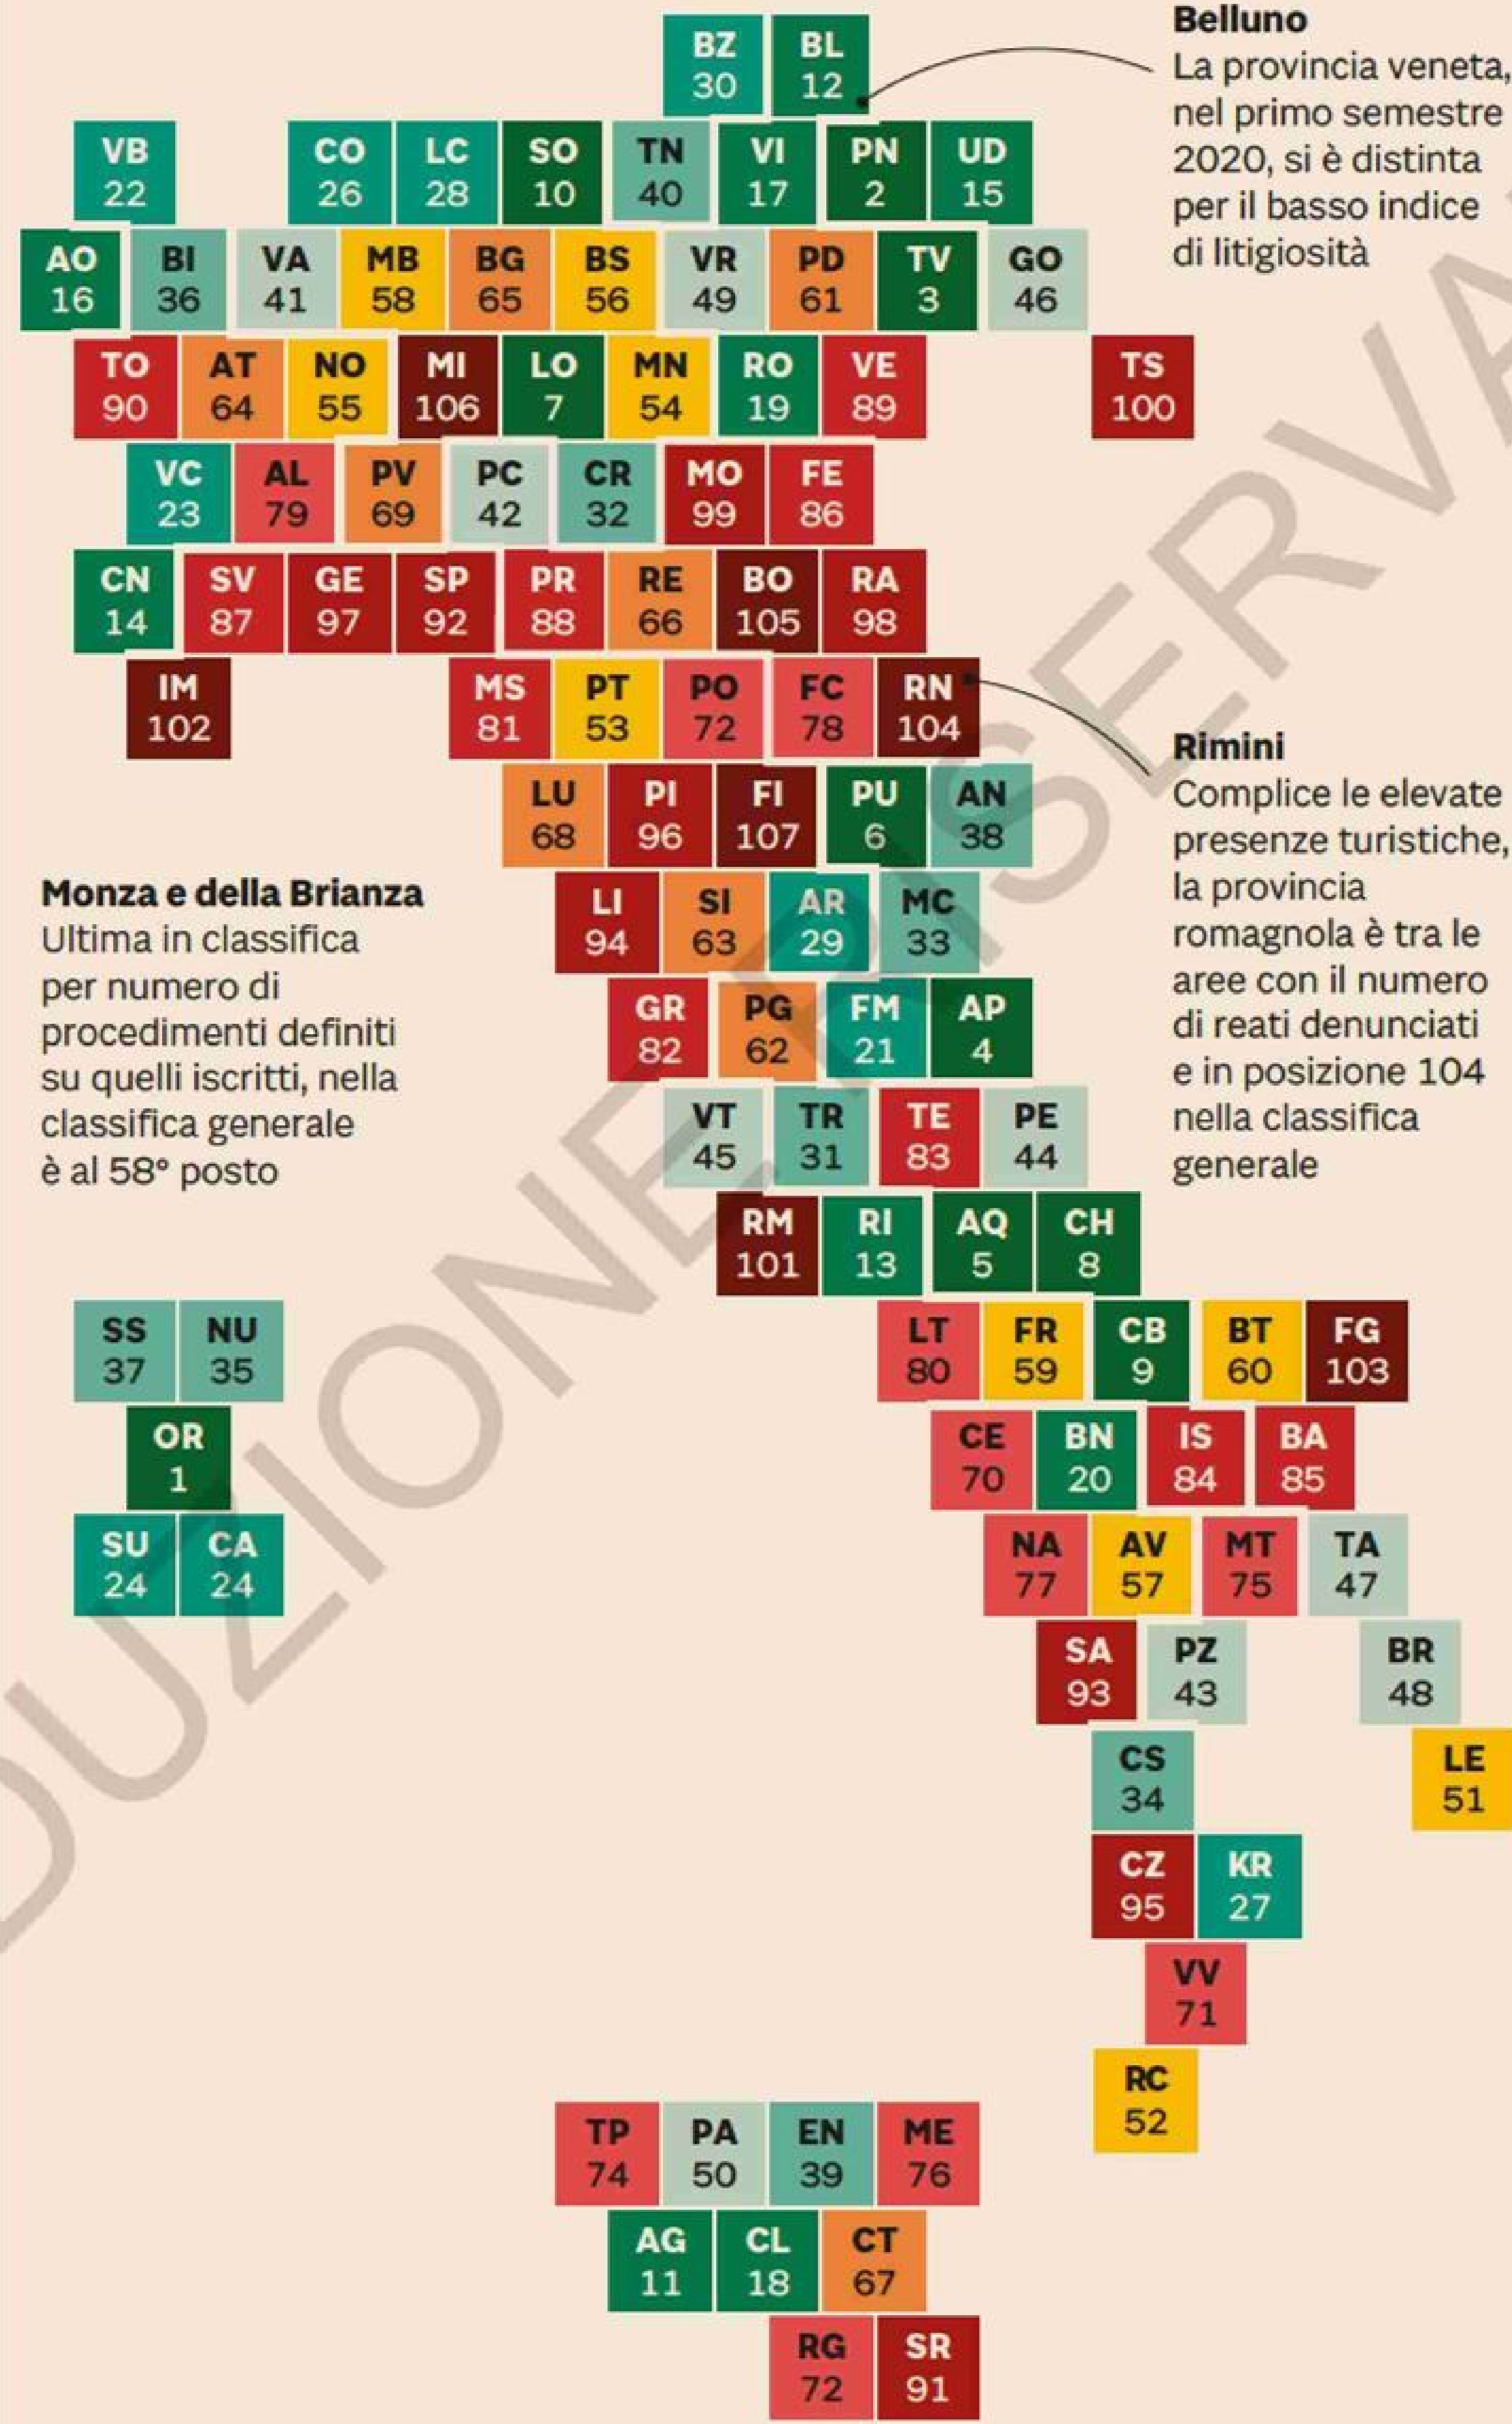 Belluno
La provincia veneta,
nel primo semestre
2020, si è distinta
per il basso indice
di litigiosità
BZ BL
30 12
VB CO LC SO TN VI PN UD
22 26 28 10 40 17 2 15
AO BI VA MB BG BS VR PD TV GO
16 36 41 58 65 56 49 61 3 46
TO AT NO MI LO MN RO VE TS
90 64 55 106 7 54 19 89 100
VC AL PV PC CR MO FE
23 79 69 42 32 99 86
CN SV GE SP PR RE BO RA
14 87 97 92 88 66 105 98
IM MS PT PO FC RN
102 81 53 72 78 104
Rimini
Complice le elevate
presenze turistiche,
la provincia
romagnola è tra le
aree con il numero
di reati denunciati
e in posizione 104
nella classifica
generale
LU PI FI PU AN
68 96 107 6 38
Monza e della Brianza
Ultima in classifica
per numero di
procedimenti definiti
su quelli iscritti, nella
classifica generale
è al 58° posto
LI SI AR MC
94 63 29 33
GR PG FM AP
82 62 21 4
VT TR TE PE
45 31 83 44
RM RI AQ CH
101 13 5 8
SS NU LT FR CB BT FG
37 35 80 59 9 60 103
OR CE BN IS BA
1 70 20 84 85
SU CA NA AV MT TA
24 24 77 57 75 47
SA PZ BR
93 43 48
CS LE
34 51
CZ KR
95 27
VV
71
RC
52
TP PA EN ME
74 50 39 76
AG CL CT
11 18 67
RG SR
72 91
DUZIONE RISERVA